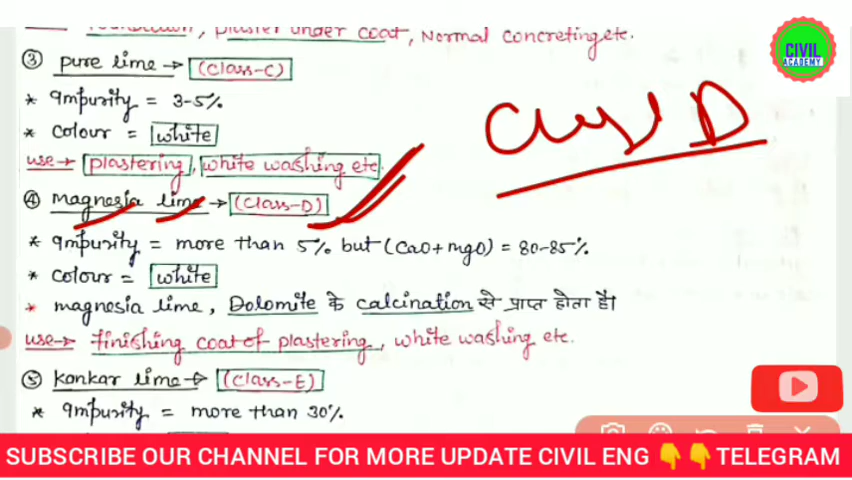 foundation, plaster under coat, Normal concreting etc.
CIVIL
ACADEMY
③ pure lime → (class-C)
* Impurity = 3-5%
* colour = white
use → plastering, white washing etc.
Class D
④ magnesia lime → (class-D)
* Impurity = more than 5% but (CaO+mgO) = 80-85%
* colour = white
* magnesia lime, Dolomite के calcination से प्राप्त होता है।
use → finishing coat of plastering, white washing etc.
⑤ kankar lime → (class-E)
* Impurity = more than 30%
SUBSCRIBE OUR CHANNEL FOR MORE UPDATE CIVIL ENG 👇👇 TELEGRAM